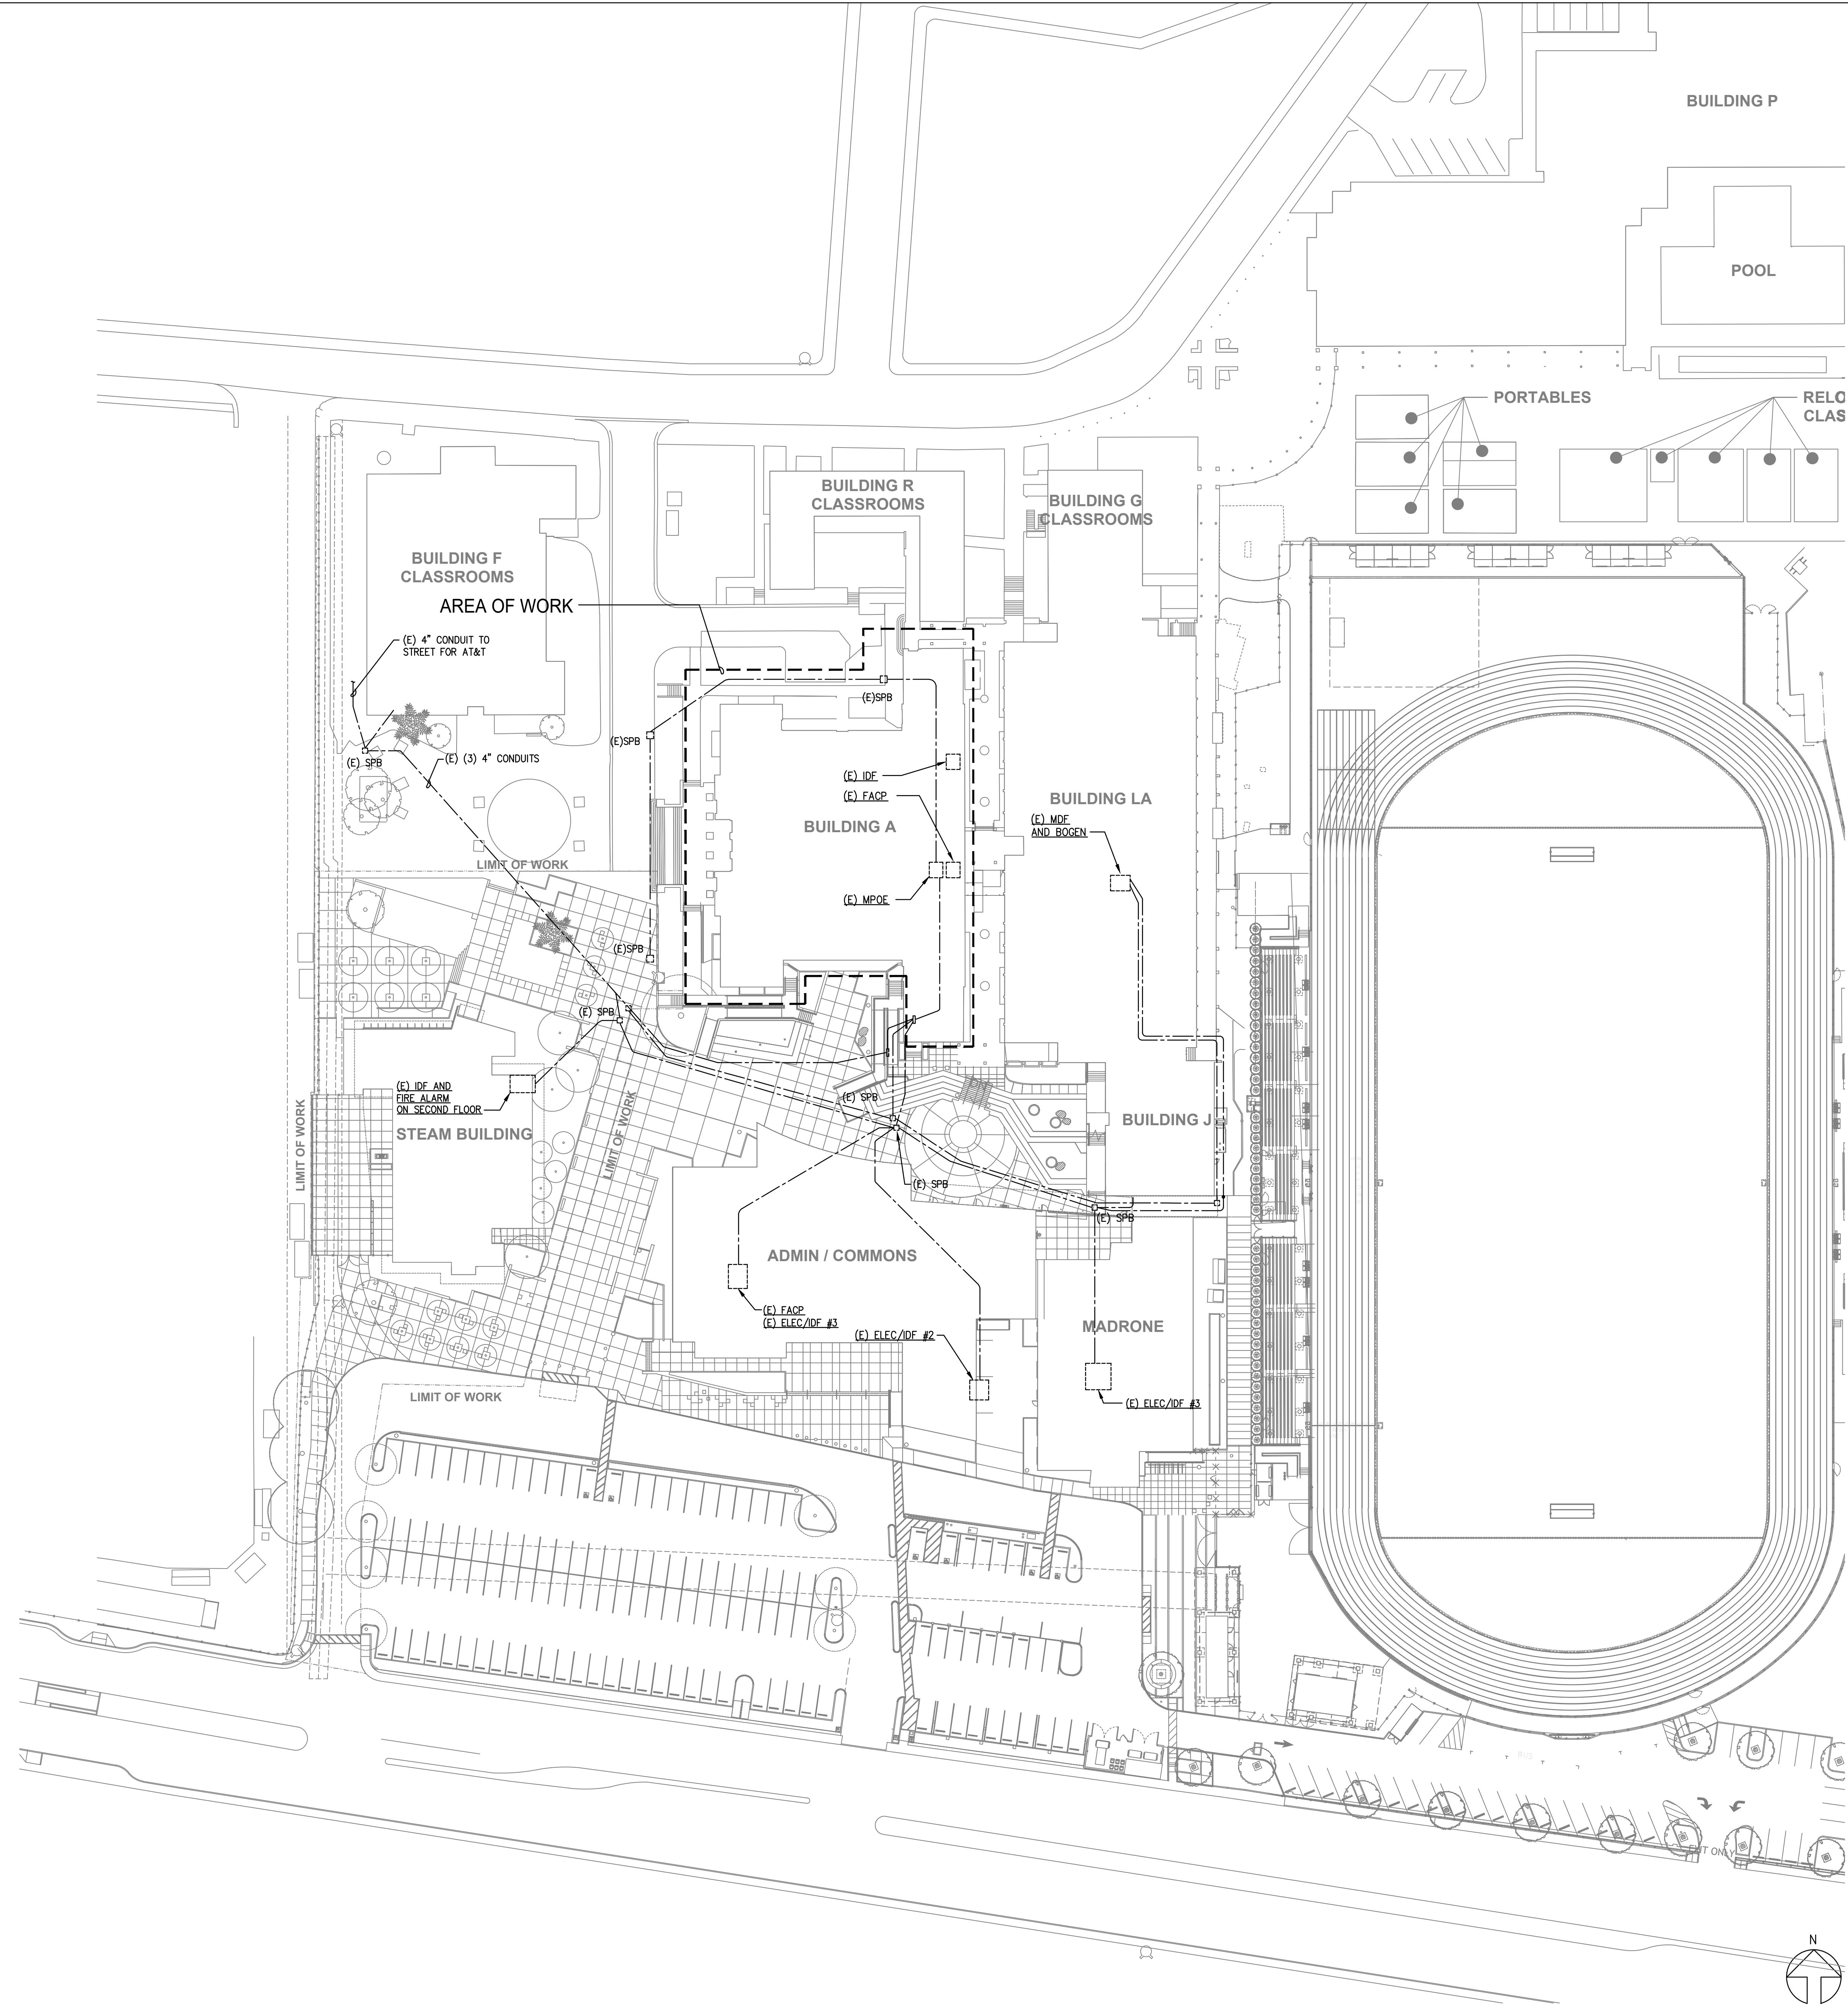 BUILDING P
POOL
PORTABLES
BUILDING R
CLASSROOMS
BUILDING G
CLASSROOMS
BUILDING F
CLASSROOMS
AREA OF WORK
(E) 4" CONDUIT TO
STREET FOR AT&T
(E)SPB
(E)SPB
(E) SPB
(E) (3) 4" CONDUITS
(E) IDF
(E) FACP
BUILDING A
BUILDING LA
(E) MDF
AND BOGEN
LIMIT OF WORK
(E) MPOE
(E)SPB
(E) SPB
(E) IDF AND
FIRE ALARM
ON SECOND FLOOR
(E) SPB
STEAM BUILDING
LIMIT OF WORK
LIMIT OF WORK
BUILDING J
(E) SPB
(E) SPB
ADMIN / COMMONS
(E) FACP
(E) ELEC/IDF #3
(E) ELEC/IDF #2
MADRONE
(E) ELEC/IDF #3
LIMIT OF WORK
N